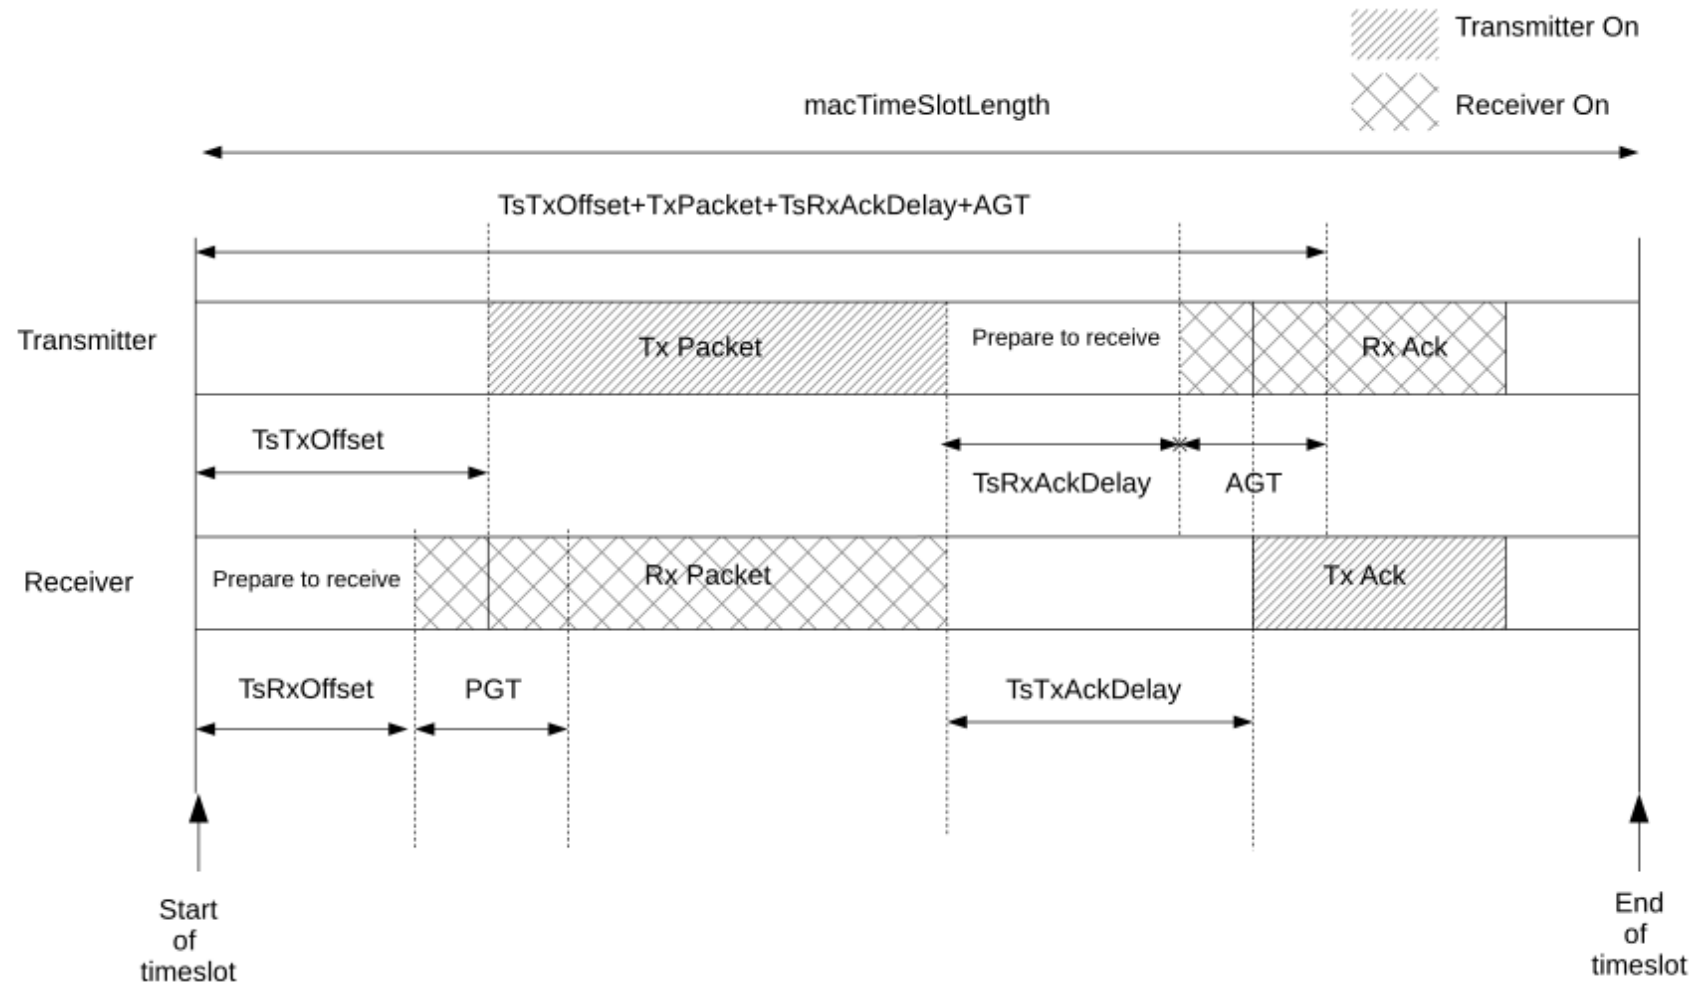 Transmitter On
Receiver On
macTimeSlotLength
TsTxOffset+TxPacket+TsRxAckDelay+AGT
Transmitter
Tx Packet
Prepare to receive
Rx Ack
TsTxOffset
TsRxAckDelay
AGT
Receiver
Prepare to receive
Rx Packet
Tx Ack
TsRxOffset
PGT
TsTxAckDelay
Start
of
timeslot
End
of
timeslot